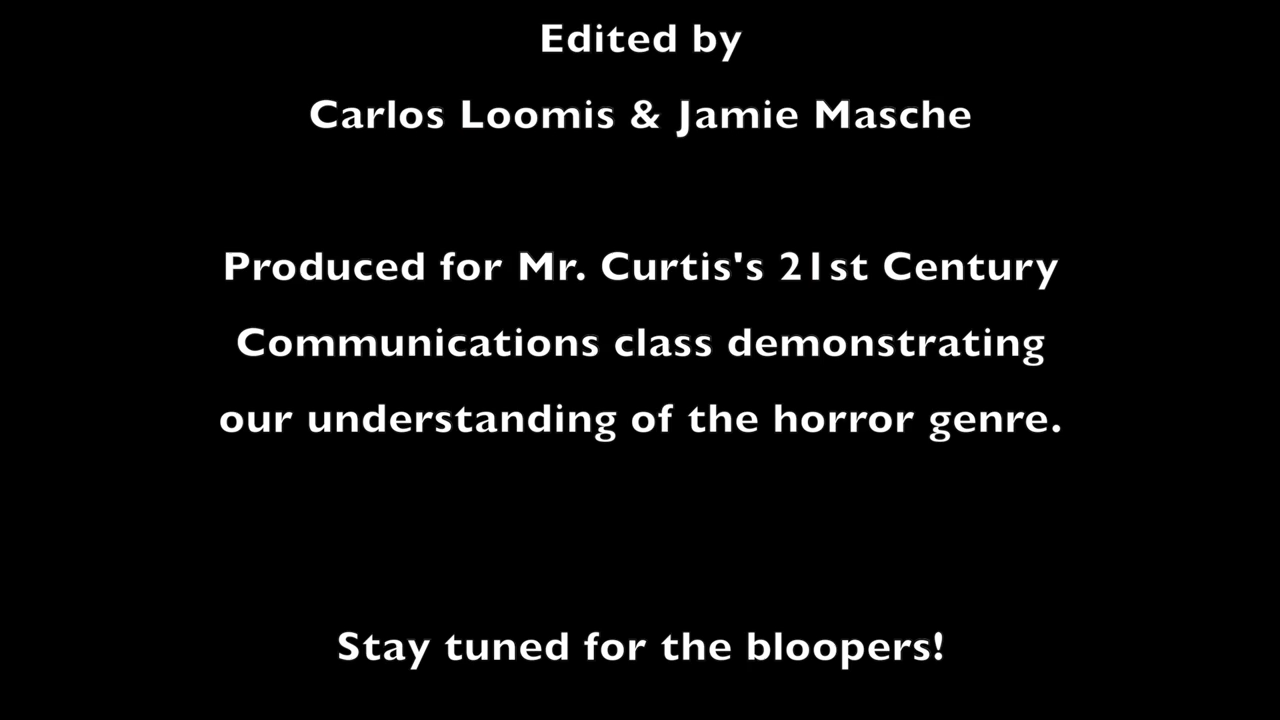 Edited by
Carlos Loomis & Jamie Masche
Produced for Mr. Curtis's 21st Century
Communications class demonstrating
our understanding of the horror genre.
Stay tuned for the bloopers!